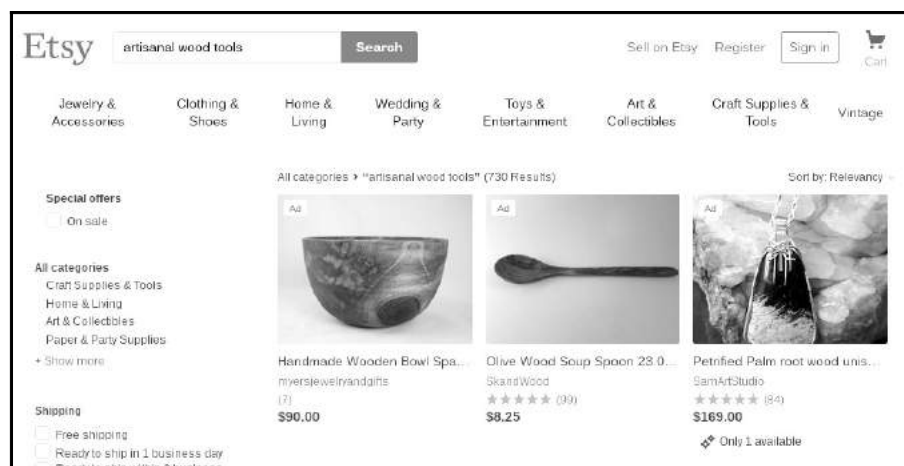 Etsy
artisanal wood tools
Search
Sell on Etsy Register Sign in
Cart
Jewelry & Accessories
Clothing & Shoes
Home & Living
Wedding & Party
Toys & Entertainment
Art & Collectibles
Craft Supplies & Tools
Vintage
All categories › "artisanal wood tools" (730 Results)
Sort by: Relevancy
Special offers
On sale
All categories
Craft Supplies & Tools
Home & Living
Art & Collectibles
Paper & Party Supplies
+ Show more
Shipping
Free shipping
Ready to ship in 1 business day
Ad
Handmade Wooden Bowl Spa...
myersjewelryandgifts
(7)
$90.00
Ad
Olive Wood Soup Spoon 23.0...
SkandWood
★★★★★ (99)
$8.25
Ad
Petrified Palm root wood unis...
SamArtStudio
★★★★★ (84)
$169.00
Only 1 available